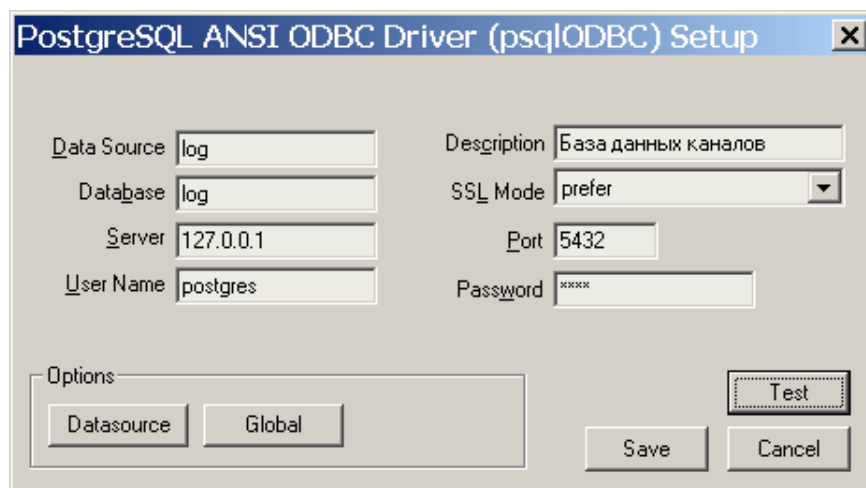 PostgreSQL ANSI ODBC Driver (psqlODBC) Setup
Data Source log
Description База данных каналов
Database log
SSL Mode prefer
Server 127.0.0.1
Port 5432
User Name postgres
Password ****
Options
Datasource Global
Test
Save Cancel